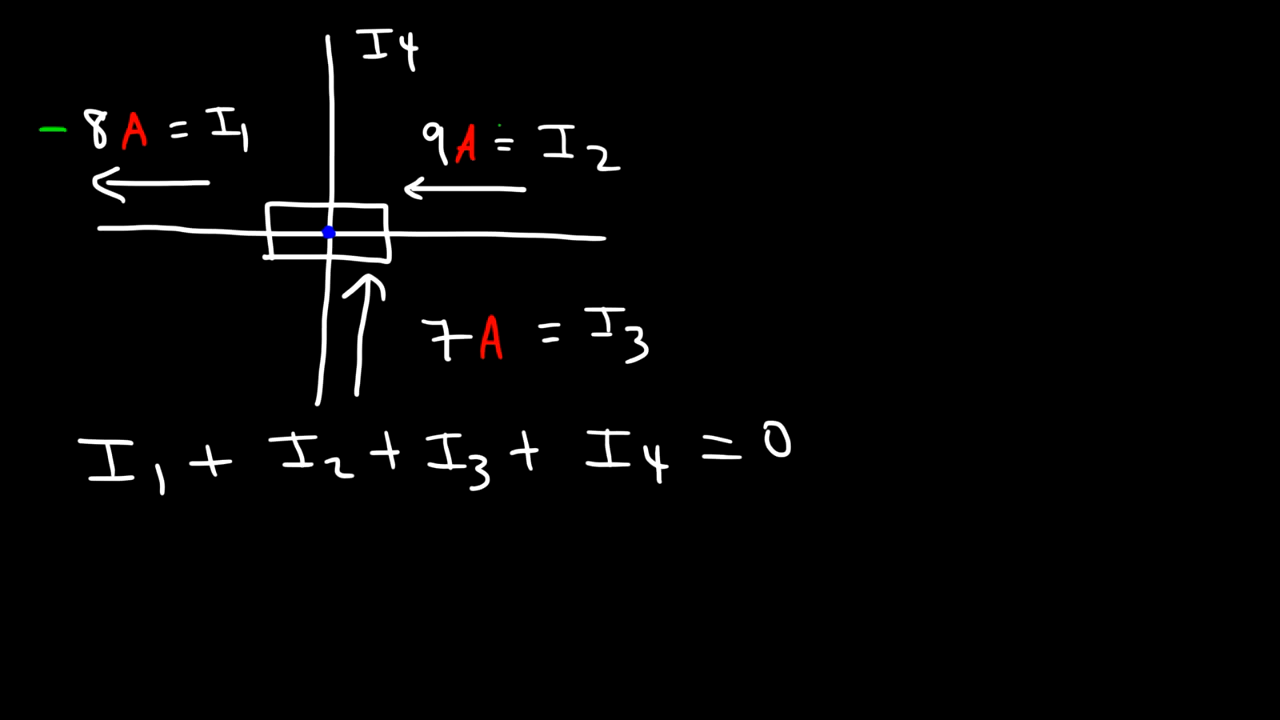 I4
- 8A = I1
9A = I2
7A = I3
I1 + I2 + I3 + I4 = 0